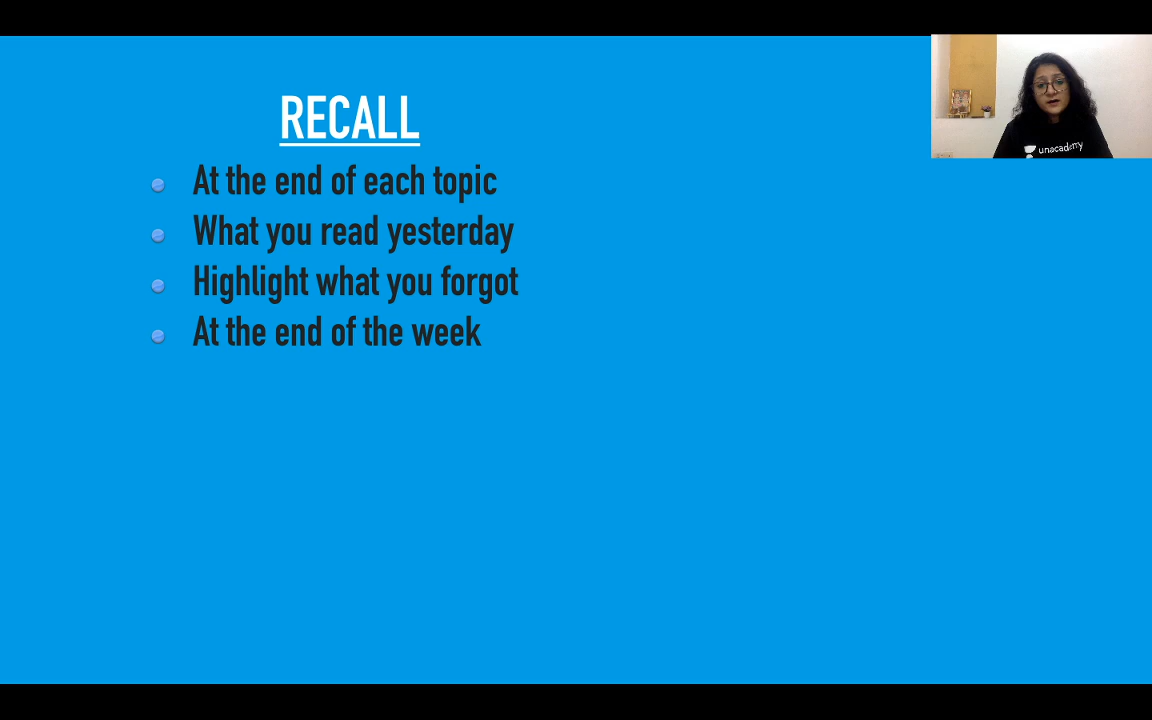 RECALL
At the end of each topic
What you read yesterday
Highlight what you forgot
At the end of the week
unacademy